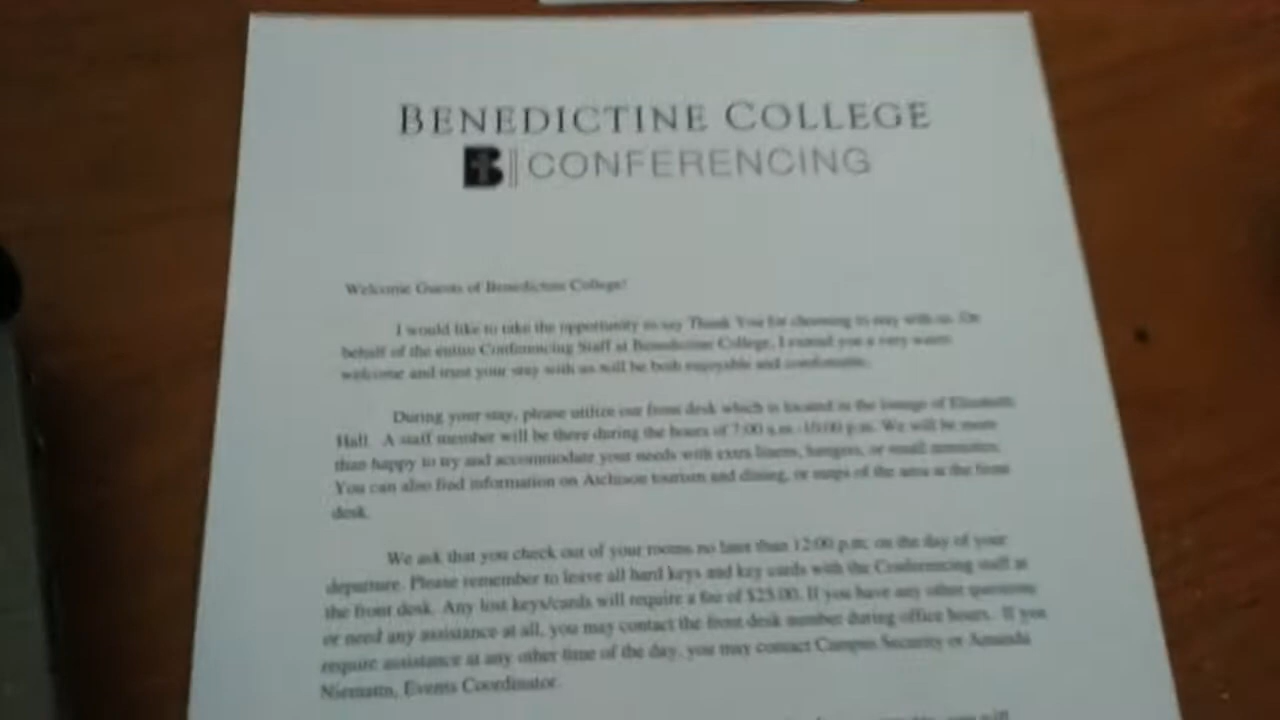 BENEDICTINE COLLEGE
B CONFERENCING
Welcome Guests of Benedictine College!
I would like to take the opportunity to say Thank You for choosing to stay with us. On
behalf of the entire Conferencing Staff at Benedictine College, I extend you a very warm
welcome and trust your stay with us will be both enjoyable and comfortable.
During your stay, please utilize our front desk which is located in the lounge of Elizabeth
Hall. A staff member will be there during the hours of 7:00 a.m.-10:00 p.m. We will be more
than happy to try and accommodate your needs with extra linens, hangers, or small
You can also find information on Atchison tourism and dining, or maps of the area at the front
desk.
We ask that you check out of your rooms no later than 12:00 p.m. on the day of your
departure. Please remember to leave all hard keys and key cards with the Conferencing staff at
the front desk. Any lost keys/cards will require a fee of $25.00. If you have any other questions
or need any assistance at all, you may contact the front desk number during office hours. If you
require assistance at any other time of the day, you may contact Campus Security or Amanda
Niemann, Events Coordinator.